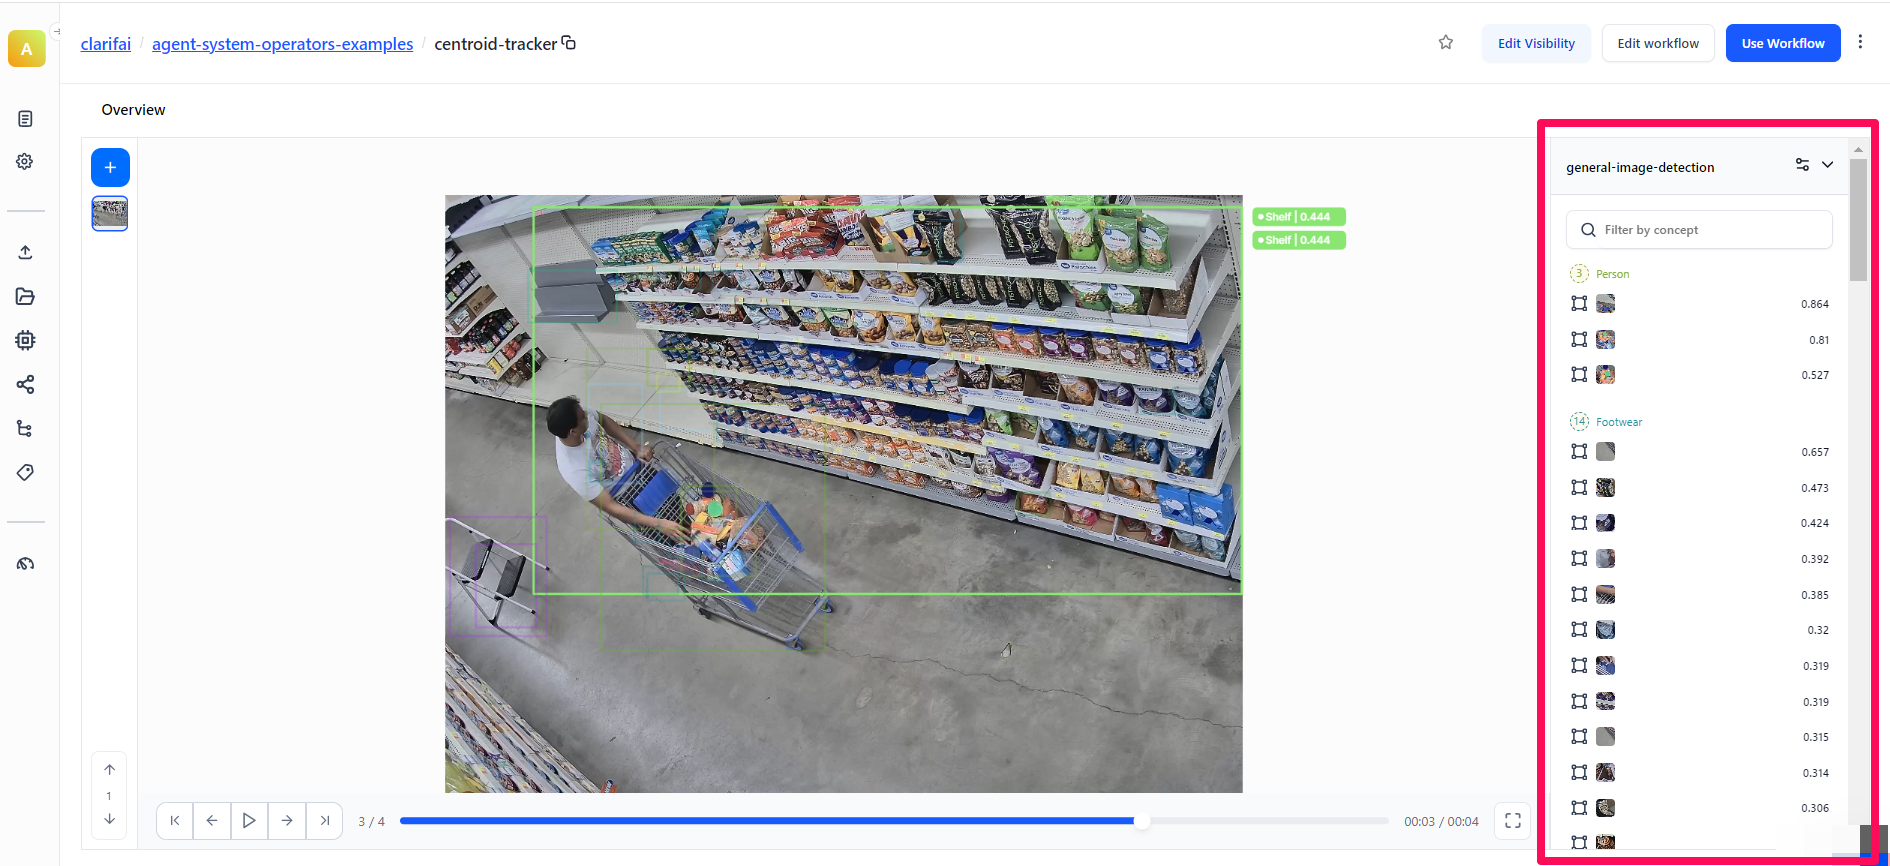 A
clarifai / agent-system-operators-examples / centroid-tracker
Edit Visibility
Edit workflow
Use Workflow
Overview
Shelf | 0.444
Shelf | 0.444
1
3 / 4
00:03 / 00:04
general-image-detection
Filter by concept
3 Person
0.864
0.81
0.527
14 Footwear
0.657
0.473
0.424
0.392
0.385
0.32
0.319
0.319
0.315
0.314
0.306